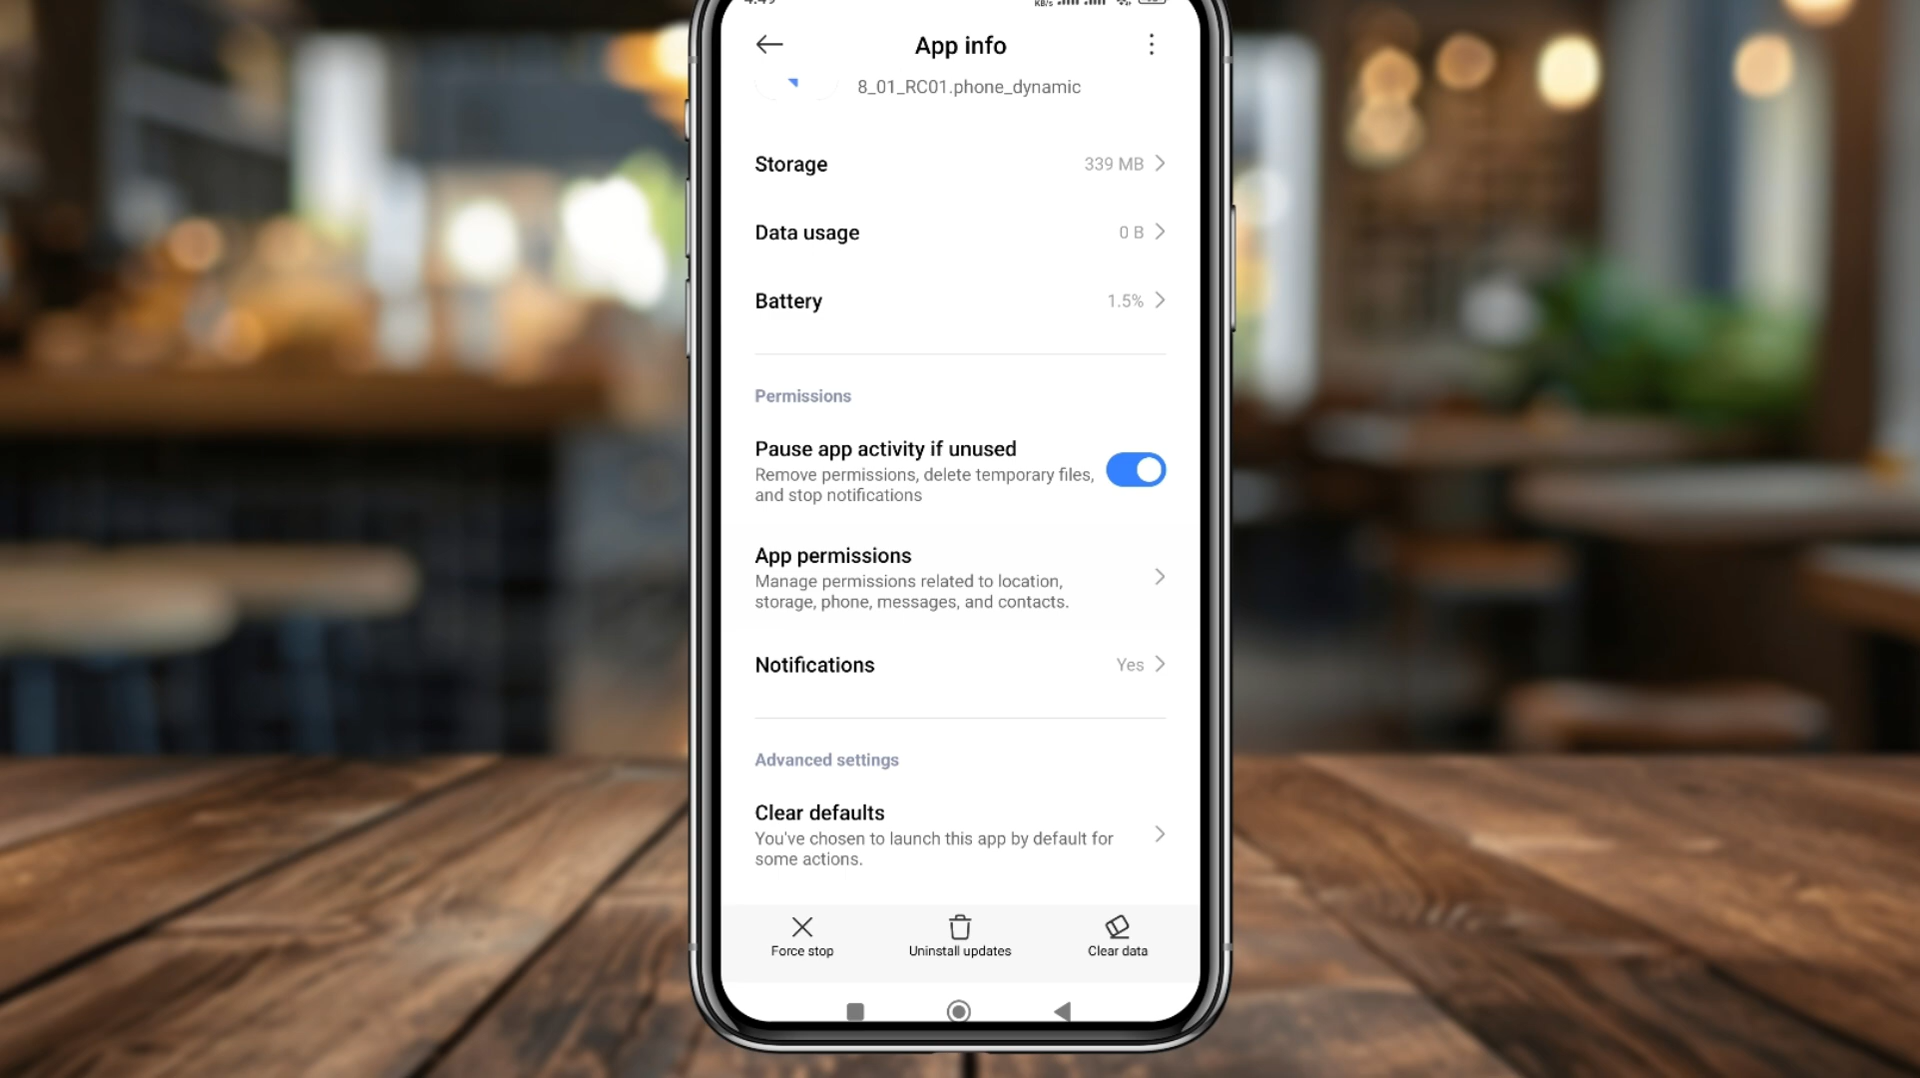 App info
8_01_RC01.phone_dynamic
Storage
339 MB
Data usage
0 B
Battery
1.5%
Permissions
Pause app activity if unused
Remove permissions, delete temporary files,
and stop notifications
App permissions
Manage permissions related to location,
storage, phone, messages, and contacts.
Notifications
Yes
Advanced settings
Clear defaults
You've chosen to launch this app by default for
some actions.
Force stop
Uninstall updates
Clear data